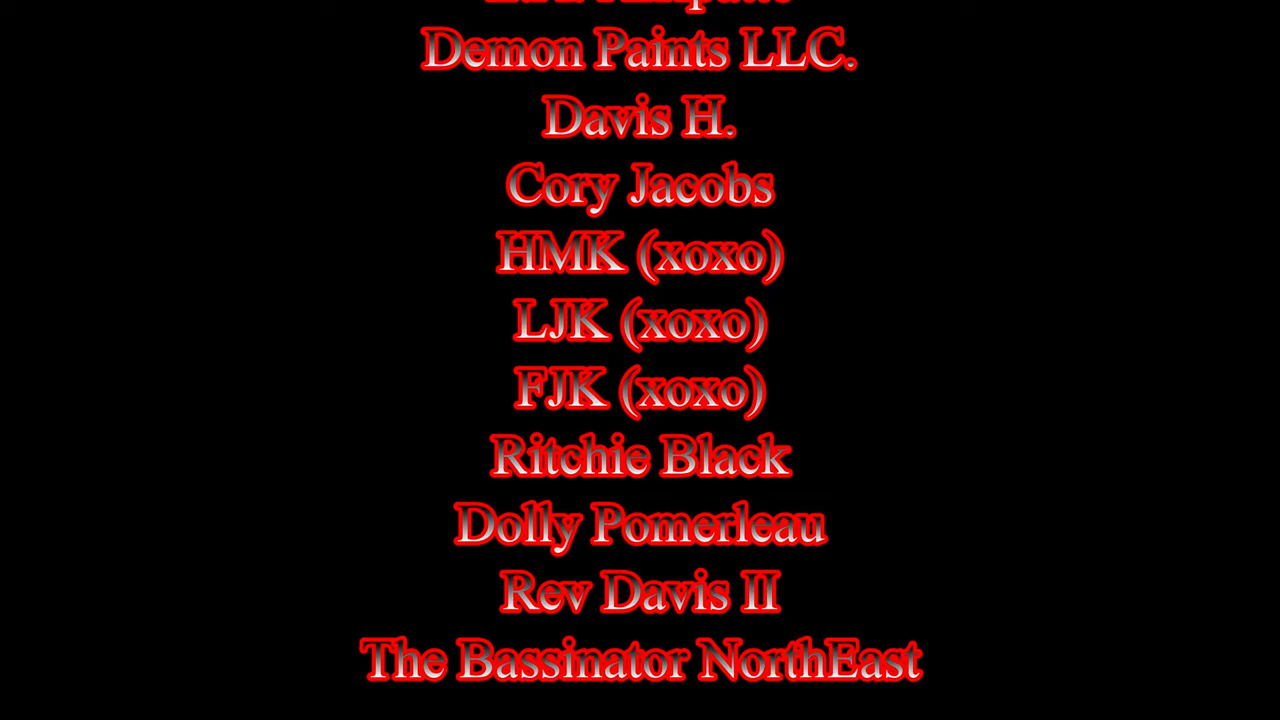 Demon Paints LLC.
Davis H.
Cory Jacobs
HMK (xoxo)
LJK (xoxo)
FJK (xoxo)
Ritchie Black
Dolly Pomerleau
Rev Davis II
The Bassinator NorthEast